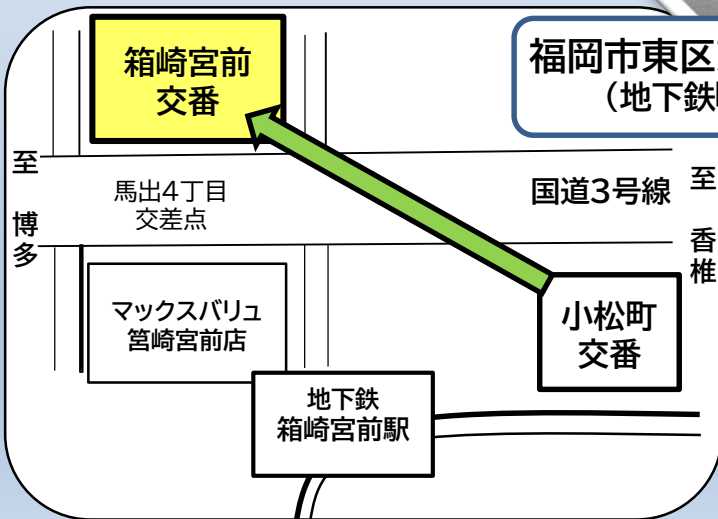 箱崎宮前
交番
福岡市東区
(地下鉄
至 博多
馬出4丁目
交差点
国道3号線
至 香椎
マックスバリュ
筥崎宮前店
小松町
交番
地下鉄
箱崎宮前駅